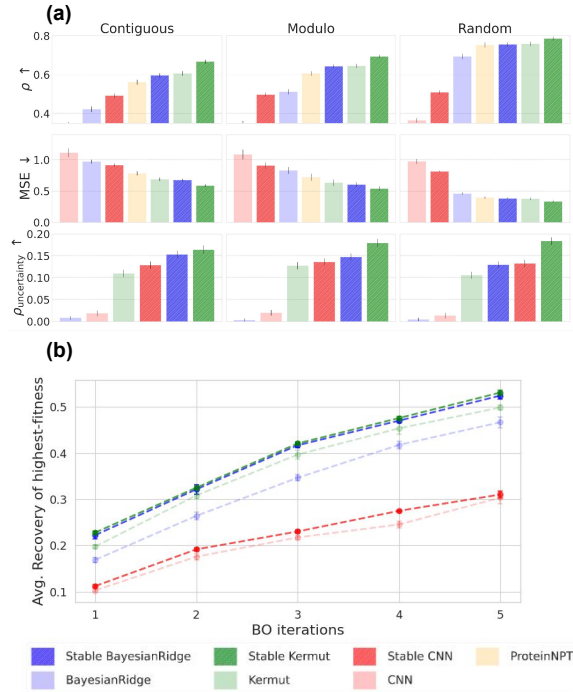 (a)
Contiguous Modulo Random
ρ ↑
0.8
0.6
0.4
MSE ↓
1.0
0.5
0.0
ρuncertainty ↑
0.20
0.15
0.10
0.05
0.00
(b)
Avg. Recovery of highest-fitness
0.5
0.4
0.3
0.2
0.1
1 2 3 4 5
BO iterations
Stable BayesianRidge Stable Kermut Stable CNN ProteinNPT
BayesianRidge Kermut CNN